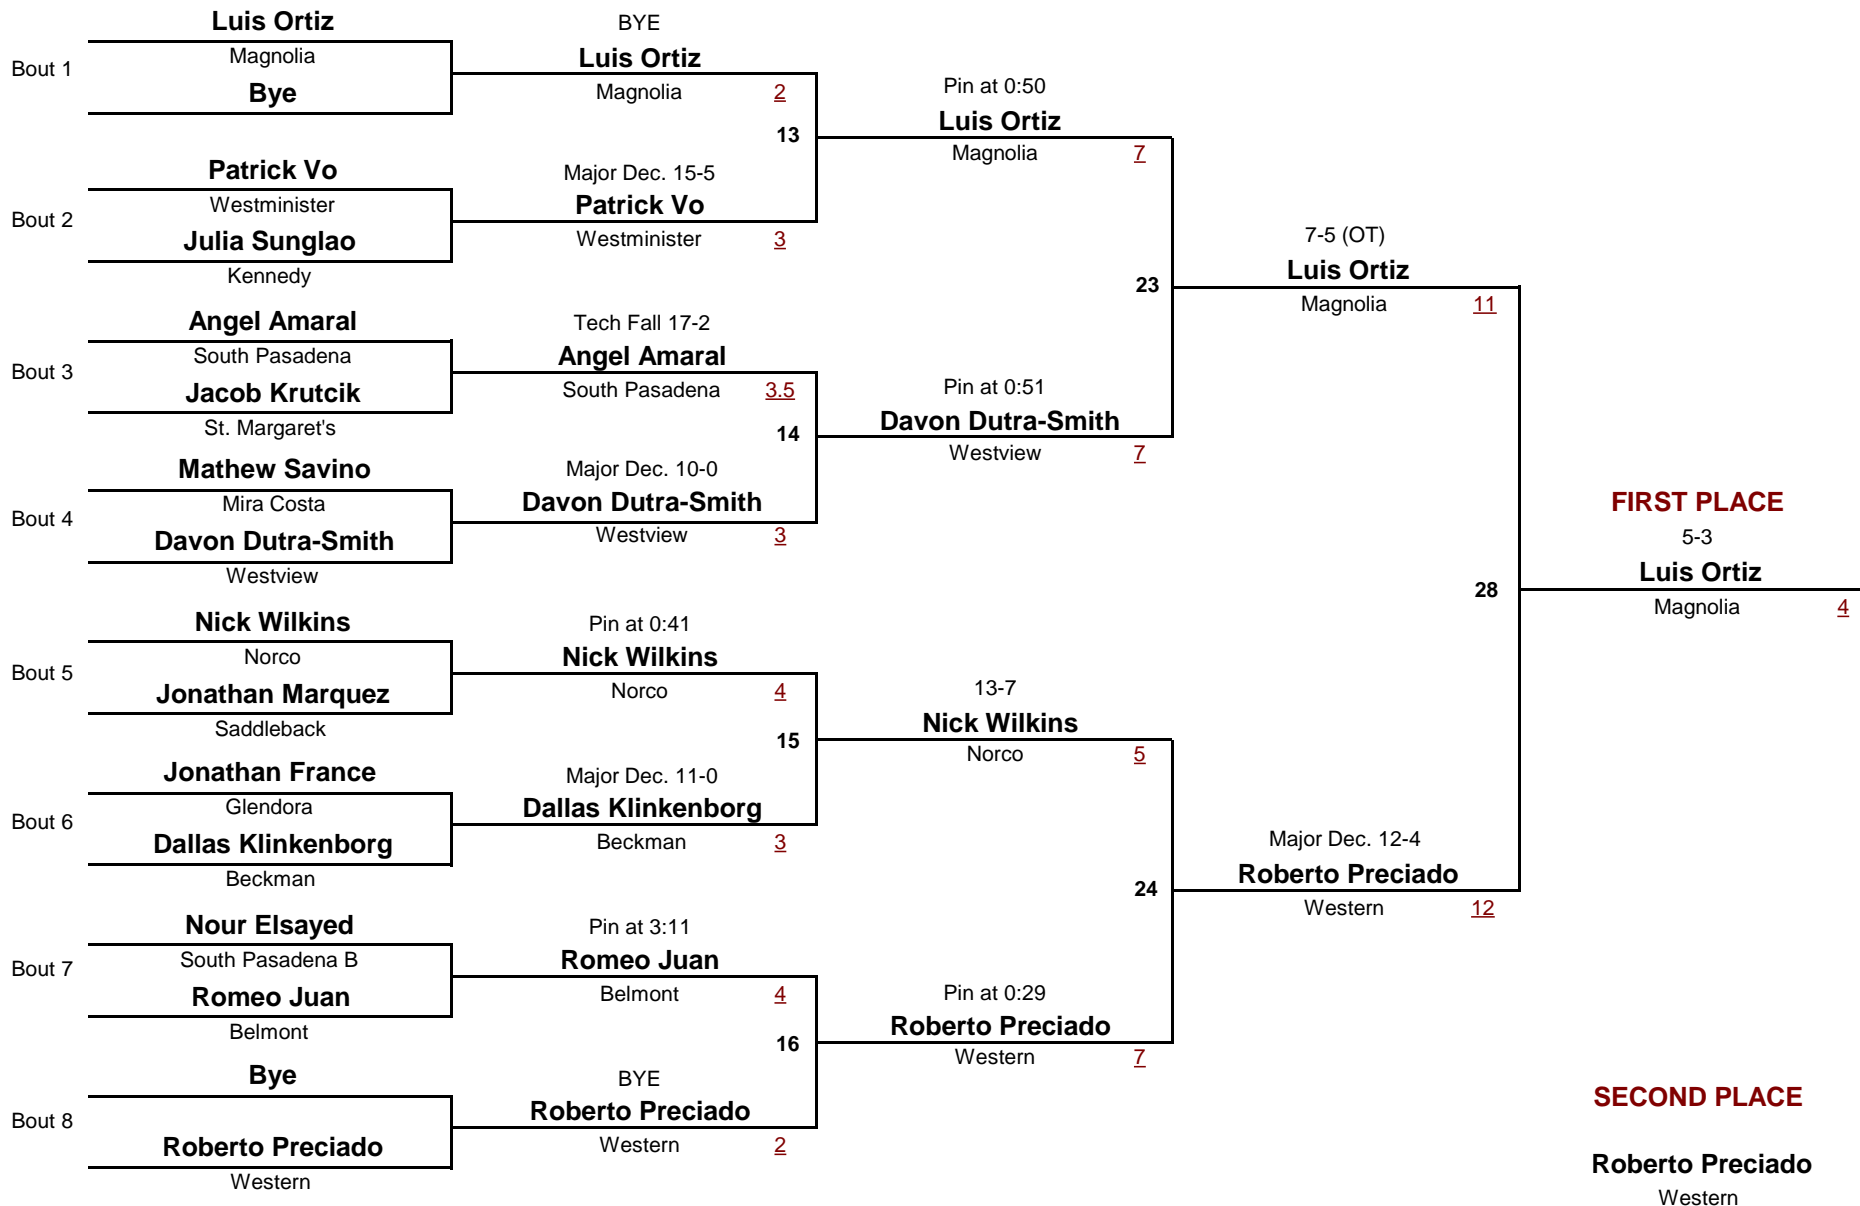 Luis Ortiz
Bout 1
Magnolia
Bye
Patrick Vo
Bout 2
Westminister
Julia Sunglao
Kennedy
Angel Amaral
Bout 3
South Pasadena
Jacob Krutcik
St. Margaret's
Mathew Savino
Bout 4
Mira Costa
Davon Dutra-Smith
Westview
Nick Wilkins
Bout 5
Norco
Jonathan Marquez
Saddleback
Jonathan France
Bout 6
Glendora
Dallas Klinkenborg
Beckman
Nour Elsayed
Bout 7
South Pasadena B
Romeo Juan
Belmont
Bye
Bout 8
Roberto Preciado
Western
BYE
Luis Ortiz
Magnolia 2
13
Major Dec. 15-5
Patrick Vo
Westminister 3
Tech Fall 17-2
Angel Amaral
South Pasadena 3.5
14
Major Dec. 10-0
Davon Dutra-Smith
Westview 3
Pin at 0:41
Nick Wilkins
Norco 4
15
Major Dec. 11-0
Dallas Klinkenborg
Beckman 3
Pin at 3:11
Romeo Juan
Belmont 4
16
BYE
Roberto Preciado
Western 2
Pin at 0:50
Luis Ortiz
Magnolia 7
23
Pin at 0:51
Davon Dutra-Smith
Westview 7
13-7
Nick Wilkins
Norco 5
24
Pin at 0:29
Roberto Preciado
Western 7
7-5 (OT)
Luis Ortiz
Magnolia 11
28
Major Dec. 12-4
Roberto Preciado
Western 12
FIRST PLACE
5-3
Luis Ortiz
Magnolia 4
SECOND PLACE
Roberto Preciado
Western